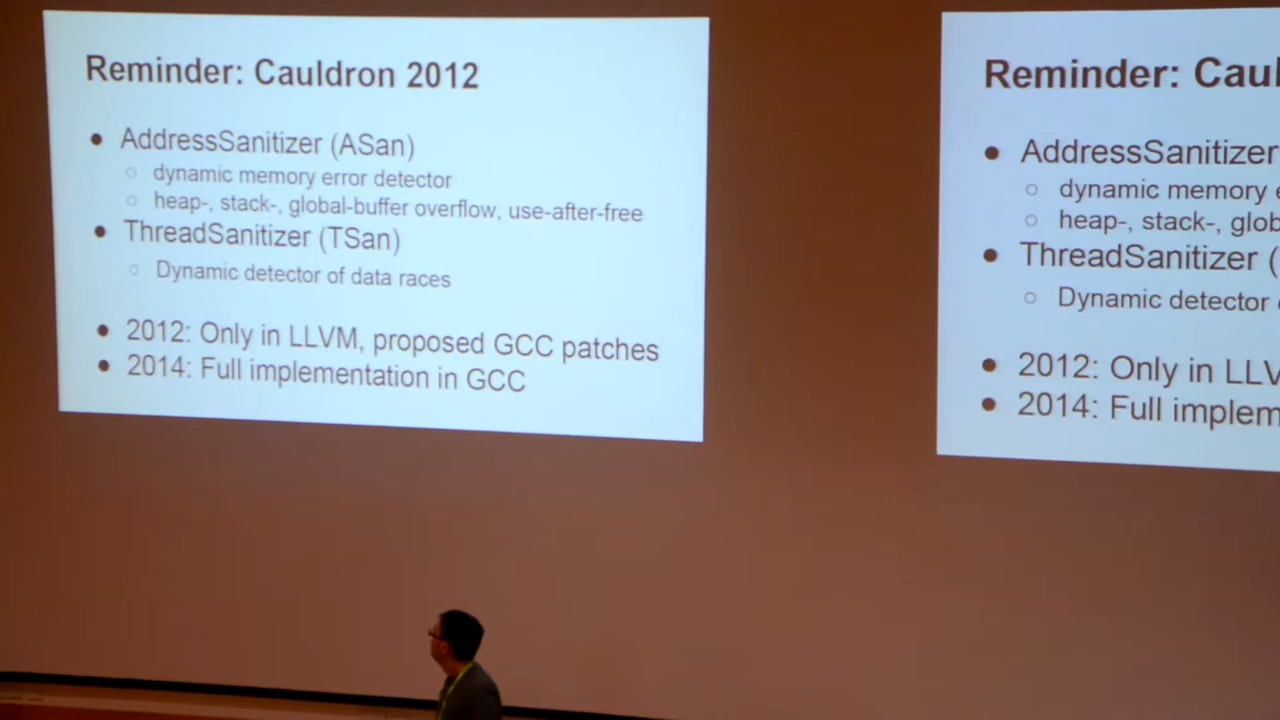 Reminder: Cauldron 2012
AddressSanitizer (ASan)
dynamic memory error detector
heap-, stack-, global-buffer overflow, use-after-free
ThreadSanitizer (TSan)
Dynamic detector of data races
2012: Only in LLVM, proposed GCC patches
2014: Full implementation in GCC
Reminder: Caul
AddressSanitizer
dynamic memory e
heap-, stack-, glob
ThreadSanitizer (
Dynamic detector
2012: Only in LLV
2014: Full implem